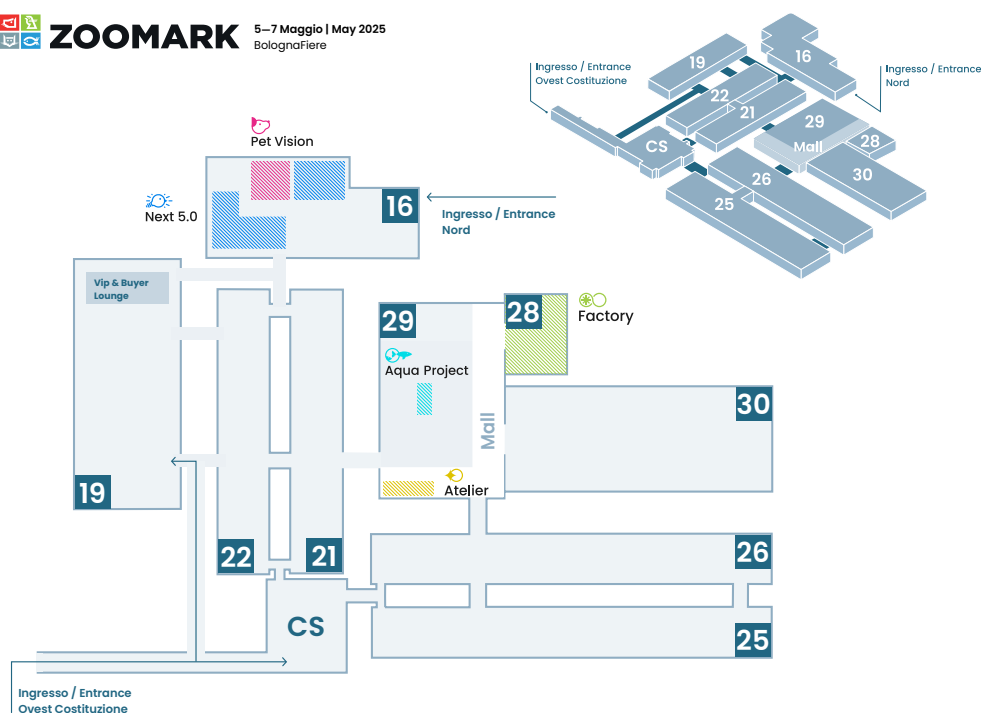 ZOOMARK
5–7 Maggio | May 2025
BolognaFiere
Ingresso / Entrance
Ovest Costituzione
19
16
Ingresso / Entrance
Nord
22
21
29
Mall
28
CS
26
30
25
Pet Vision
Next 5.0
16
Ingresso / Entrance
Nord
Vip & Buyer
Lounge
29
28
Factory
Aqua Project
30
Mall
19
Atelier
22
21
26
CS
25
Ingresso / Entrance
Ovest Costituzione